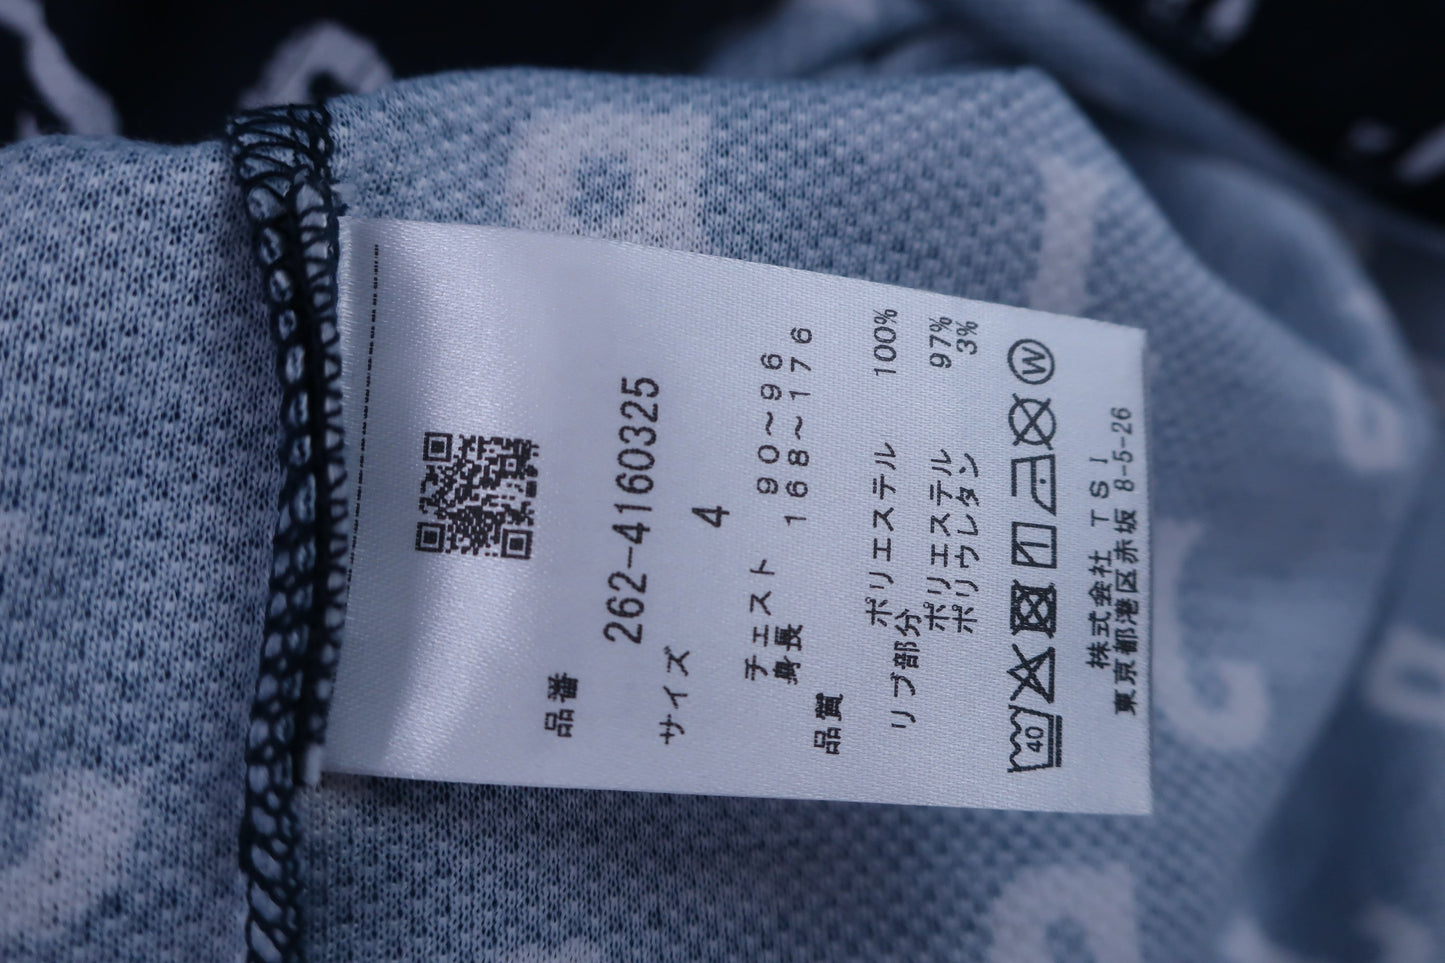 品番
262-4160325
サイズ
4
チェスト 90~96
身長 168~176
品質
ポリエステル 100%
リブ部分
ポリエステル 97%
ポリウレタン 3%
40
W
株式会社 TSI
東京都港区赤坂 8-5-26